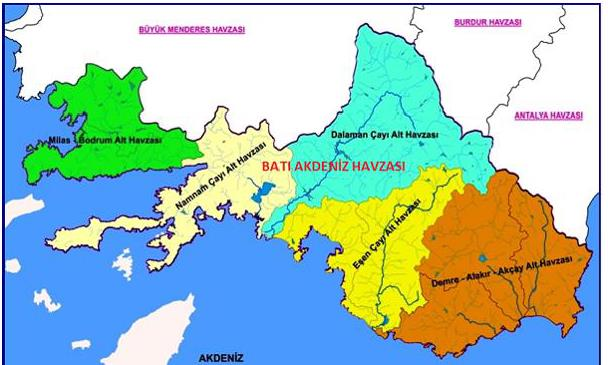 BURDUR HAVZASI
BÜYÜK MENDERES HAVZASI
ANTALYA HAVZASI
Dalaman Çayı Alt Havzası
Milas - Bodrum Alt Havzası
BATI AKDENİZ HAVZASI
Namnam Çayı Alt Havzası
Eşen Çayı Alt Havzası
Demre - Alakır - Akçay Alt Havzası
AKDENİZ